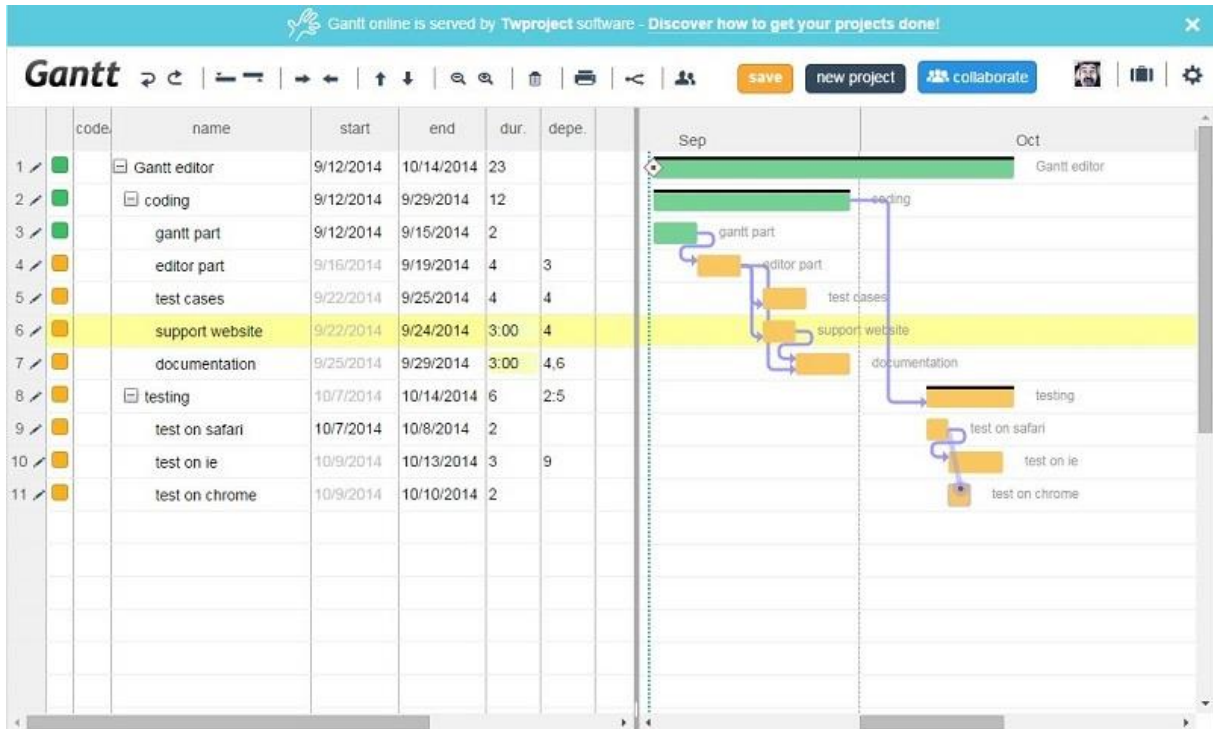 Gantt online is served by Twproject software - Discover how to get your projects done!
Gantt save new project collaborate
code name start end dur. depe. Sep Oct
1 Gantt editor 9/12/2014 10/14/2014 23 Gantt editor
2 coding 9/12/2014 9/29/2014 12 coding
3 gantt part 9/12/2014 9/15/2014 2 gantt part
4 editor part 9/16/2014 9/19/2014 4 3 editor part
5 test cases 9/22/2014 9/25/2014 4 4 test cases
6 support website 9/22/2014 9/24/2014 3:00 4 support website
7 documentation 9/25/2014 9/29/2014 3:00 4,6 documentation
8 testing 10/7/2014 10/14/2014 6 2:5 testing
9 test on safari 10/7/2014 10/8/2014 2 test on safari
10 test on ie 10/9/2014 10/13/2014 3 9 test on ie
11 test on chrome 10/9/2014 10/10/2014 2 test on chrome